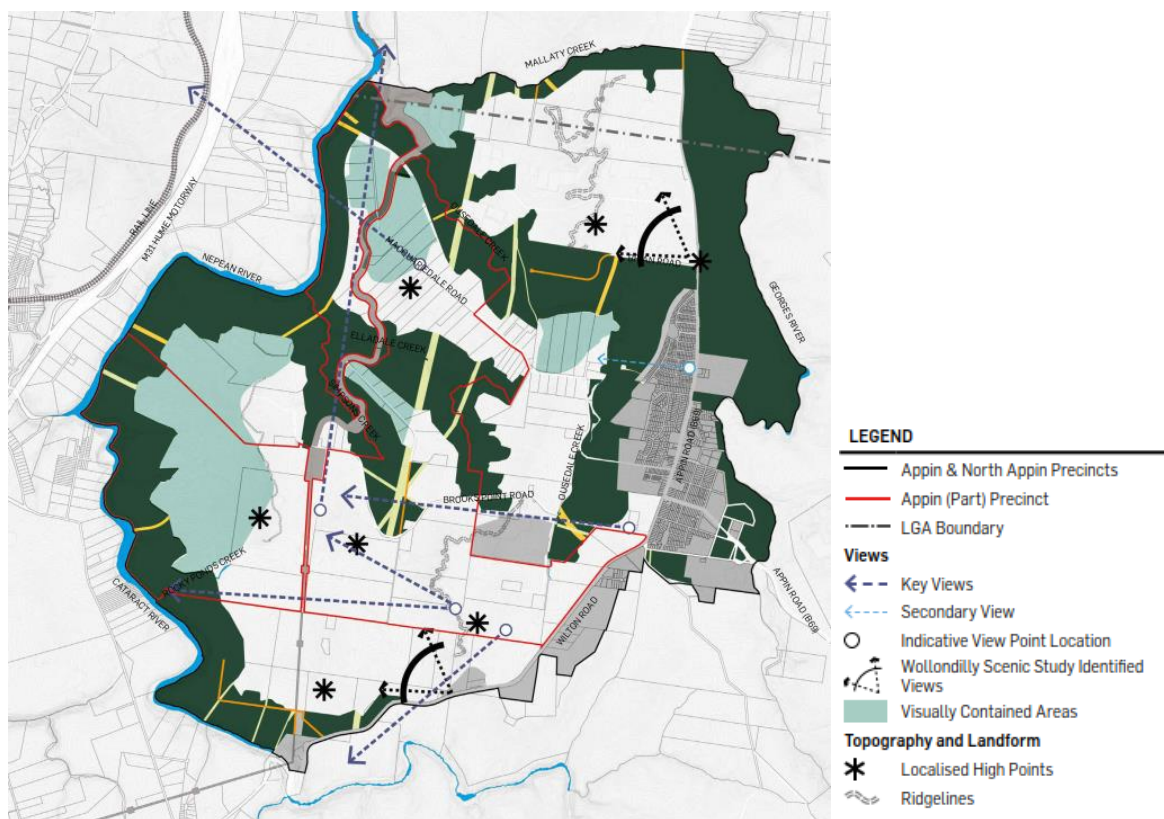 MALLATY CREEK
RAIL LINE
M31 HUME MOTORWAY
NEPEAN RIVER
OUSEDALE CREEK
ROAD
GEORGES RIVER
ELLADALE CREEK
CREEK
APPIN ROAD (B69)
OUSEDALE CREEK
BROOKS POINT ROAD
ROCKY PONDS CREEK
CATARACT RIVER
WILTON ROAD
APPIN ROAD (B69)
LEGEND
Appin & North Appin Precincts
Appin (Part) Precinct
LGA Boundary
Views
Key Views
Secondary View
Indicative View Point Location
Wollondilly Scenic Study Identified
Views
Visually Contained Areas
Topography and Landform
Localised High Points
Ridgelines